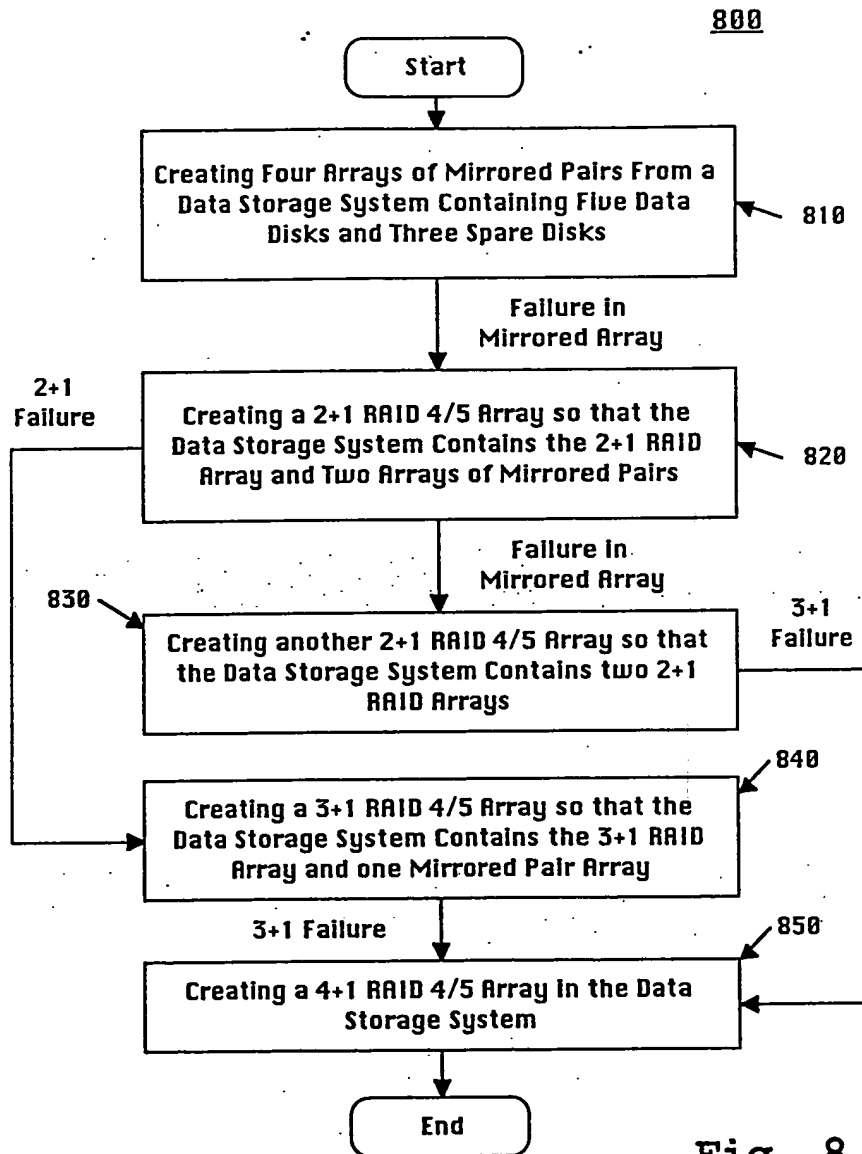 800
Start
Creating Four Arrays of Mirrored Pairs From a
Data Storage System Containing Five Data
Disks and Three Spare Disks
810
Failure in
Mirrored Array
2+1
Failure
Creating a 2+1 RAID 4/5 Array so that the
Data Storage System Contains the 2+1 RAID
Array and Two Arrays of Mirrored Pairs
820
Failure in
Mirrored Array
830
3+1
Failure
Creating another 2+1 RAID 4/5 Array so that
the Data Storage System Contains two 2+1
RAID Arrays
840
Creating a 3+1 RAID 4/5 Array so that the
Data Storage System Contains the 3+1 RAID
Array and one Mirrored Pair Array
3+1 Failure
850
Creating a 4+1 RAID 4/5 Array in the Data
Storage System
End
Fig. 8